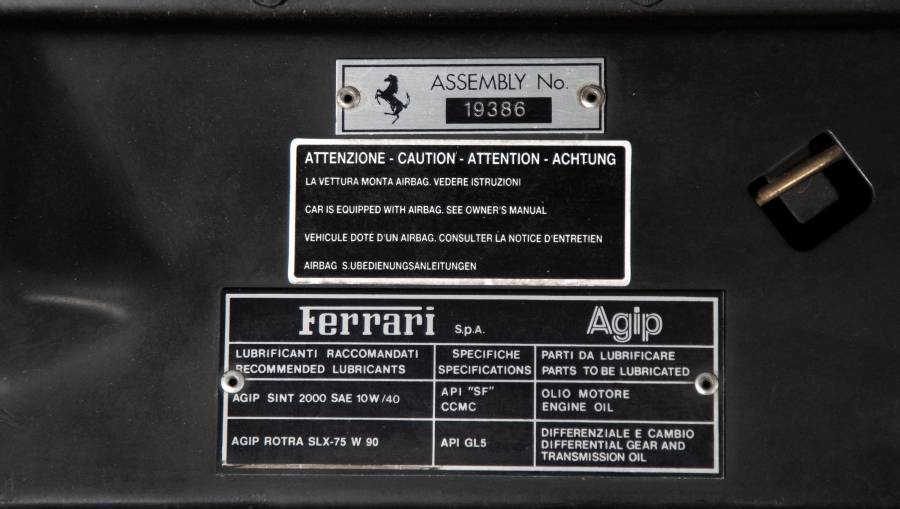 ASSEMBLY No.
19386
ATTENZIONE - CAUTION - ATTENTION - ACHTUNG
LA VETTURA MONTA AIRBAG. VEDERE ISTRUZIONI
CAR IS EQUIPPED WITH AIRBAG. SEE OWNER'S MANUAL
VEHICULE DOTE D'UN AIRBAG. CONSULTER LA NOTICE D'ENTRETIEN
AIRBAG S.UBEDIENUNGSANLEITUNGEN
Ferrari S.p.A. Agip
LUBRIFICANTI RACCOMANDATI
RECOMMENDED LUBRICANTS
SPECIFICHE
SPECIFICATIONS
PARTI DA LUBRIFICARE
PARTS TO BE LUBRICATED
AGIP SINT 2000 SAE 10W/40
API "SF"
CCMC
OLIO MOTORE
ENGINE OIL
AGIP ROTRA SLX-75 W 90
API GL5
DIFFERENZIALE E CAMBIO
DIFFERENTIAL GEAR AND
TRANSMISSION OIL